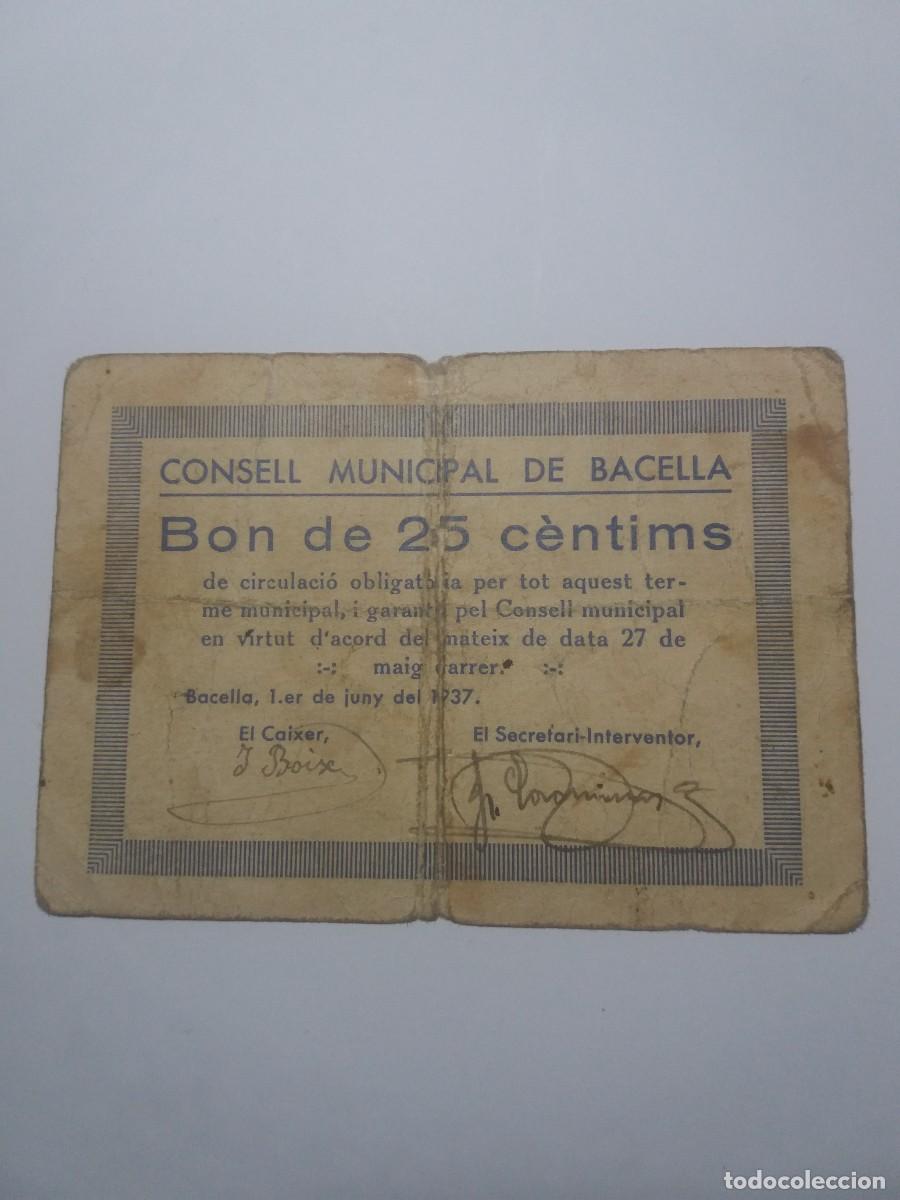 CONSELL MUNICIPAL DE BACELLA
Bon de 25 cèntims
de circulació obligatòria per tot aquest ter-
me municipal, i garantit pel Consell municipal
en virtut d'acord del mateix de data 27 de
:-: maig darrer. :-:
Bacella, 1.er de juny del 1937.
El Caixer, El Secretari-Interventor,
J Boix
todocoleccion